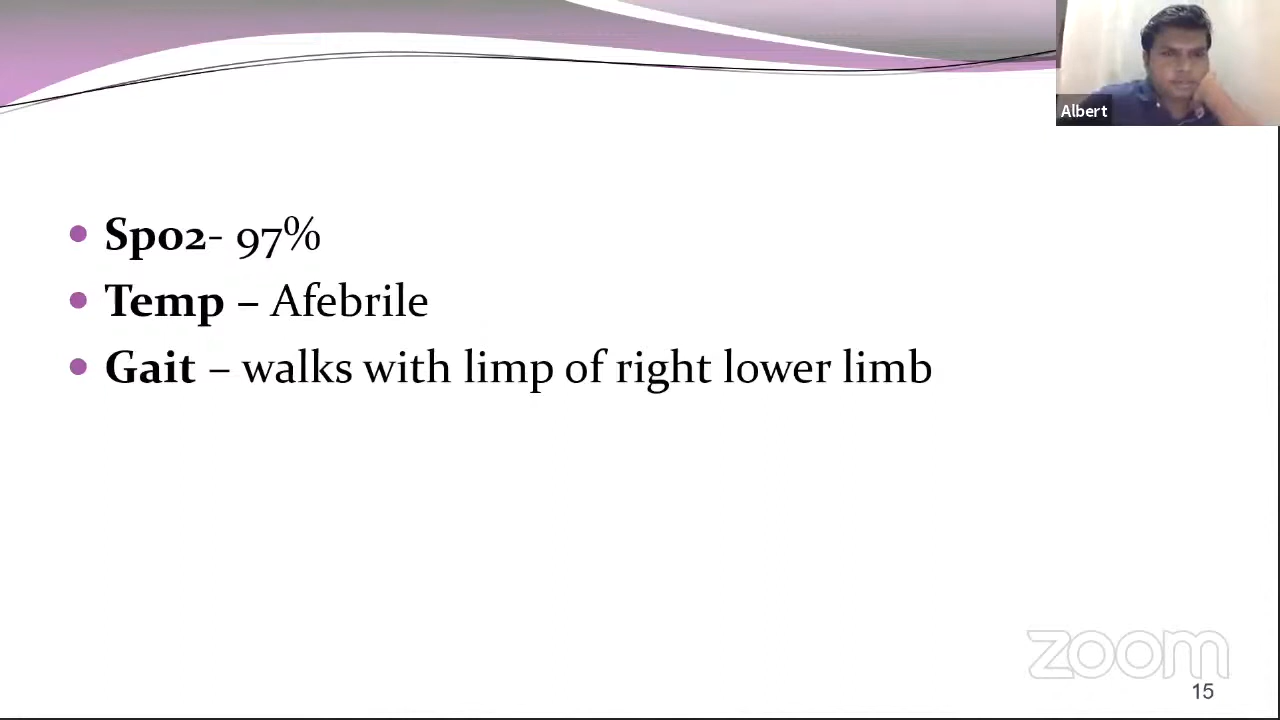 Albert
Spo2- 97%
Temp – Afebrile
Gait – walks with limp of right lower limb
zoom
15